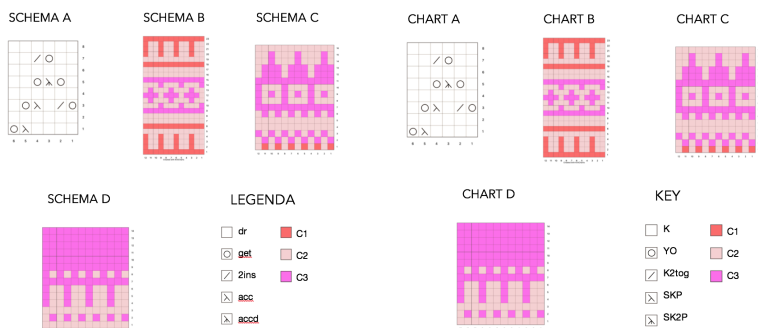 SCHEMA A
SCHEMA B
SCHEMA C
CHART A
CHART B
CHART C
SCHEMA D
LEGENDA
dr
get
2ins
acc
accd
C1
C2
C3
CHART D
KEY
K
YO
K2tog
SKP
SK2P
C1
C2
C3